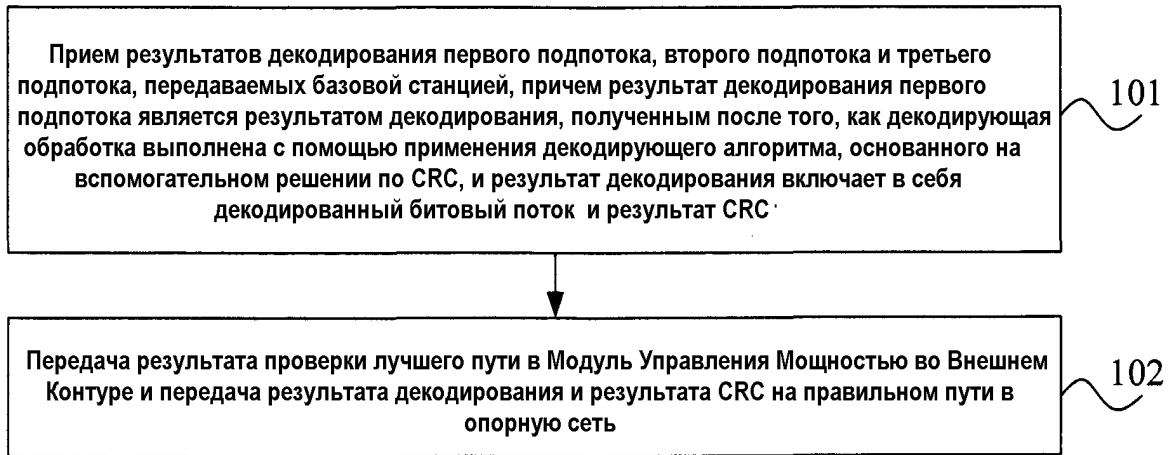 Прием результатов декодирования первого подпотока, второго подпотока и третьего
подпотока, передаваемых базовой станцией, причем результат декодирования первого
подпотока является результатом декодирования, полученным после того, как декодирующая
обработка выполнена с помощью применения декодирующего алгоритма, основанного на
вспомогательном решении по CRC, и результат декодирования включает в себя
декодированный битовый поток и результат CRC
101
Передача результата проверки лучшего пути в Модуль Управления Мощностью во Внешнем
Контуре и передача результата декодирования и результата CRC на правильном пути в
опорную сеть
102